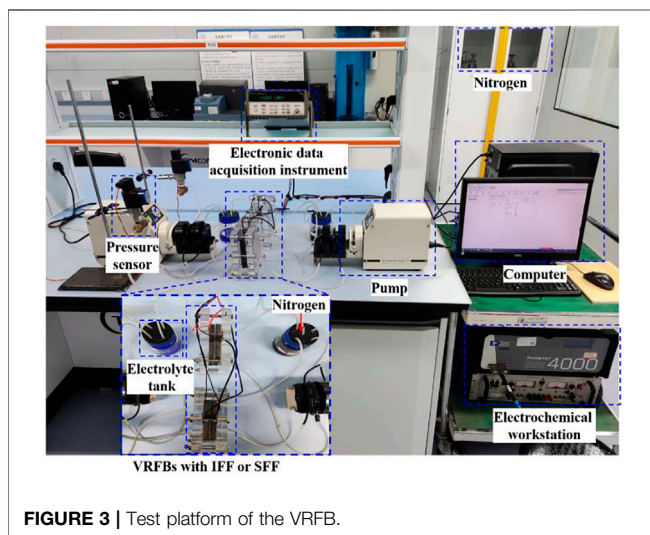 Nitrogen
Electronic data
acquisition instrument
Pressure
sensor
Pump
Computer
Nitrogen
Electrolyte
tank
4000
Electrochemical
workstation
VRFBs with IFF or SFF
FIGURE 3 | Test platform of the VRFB.